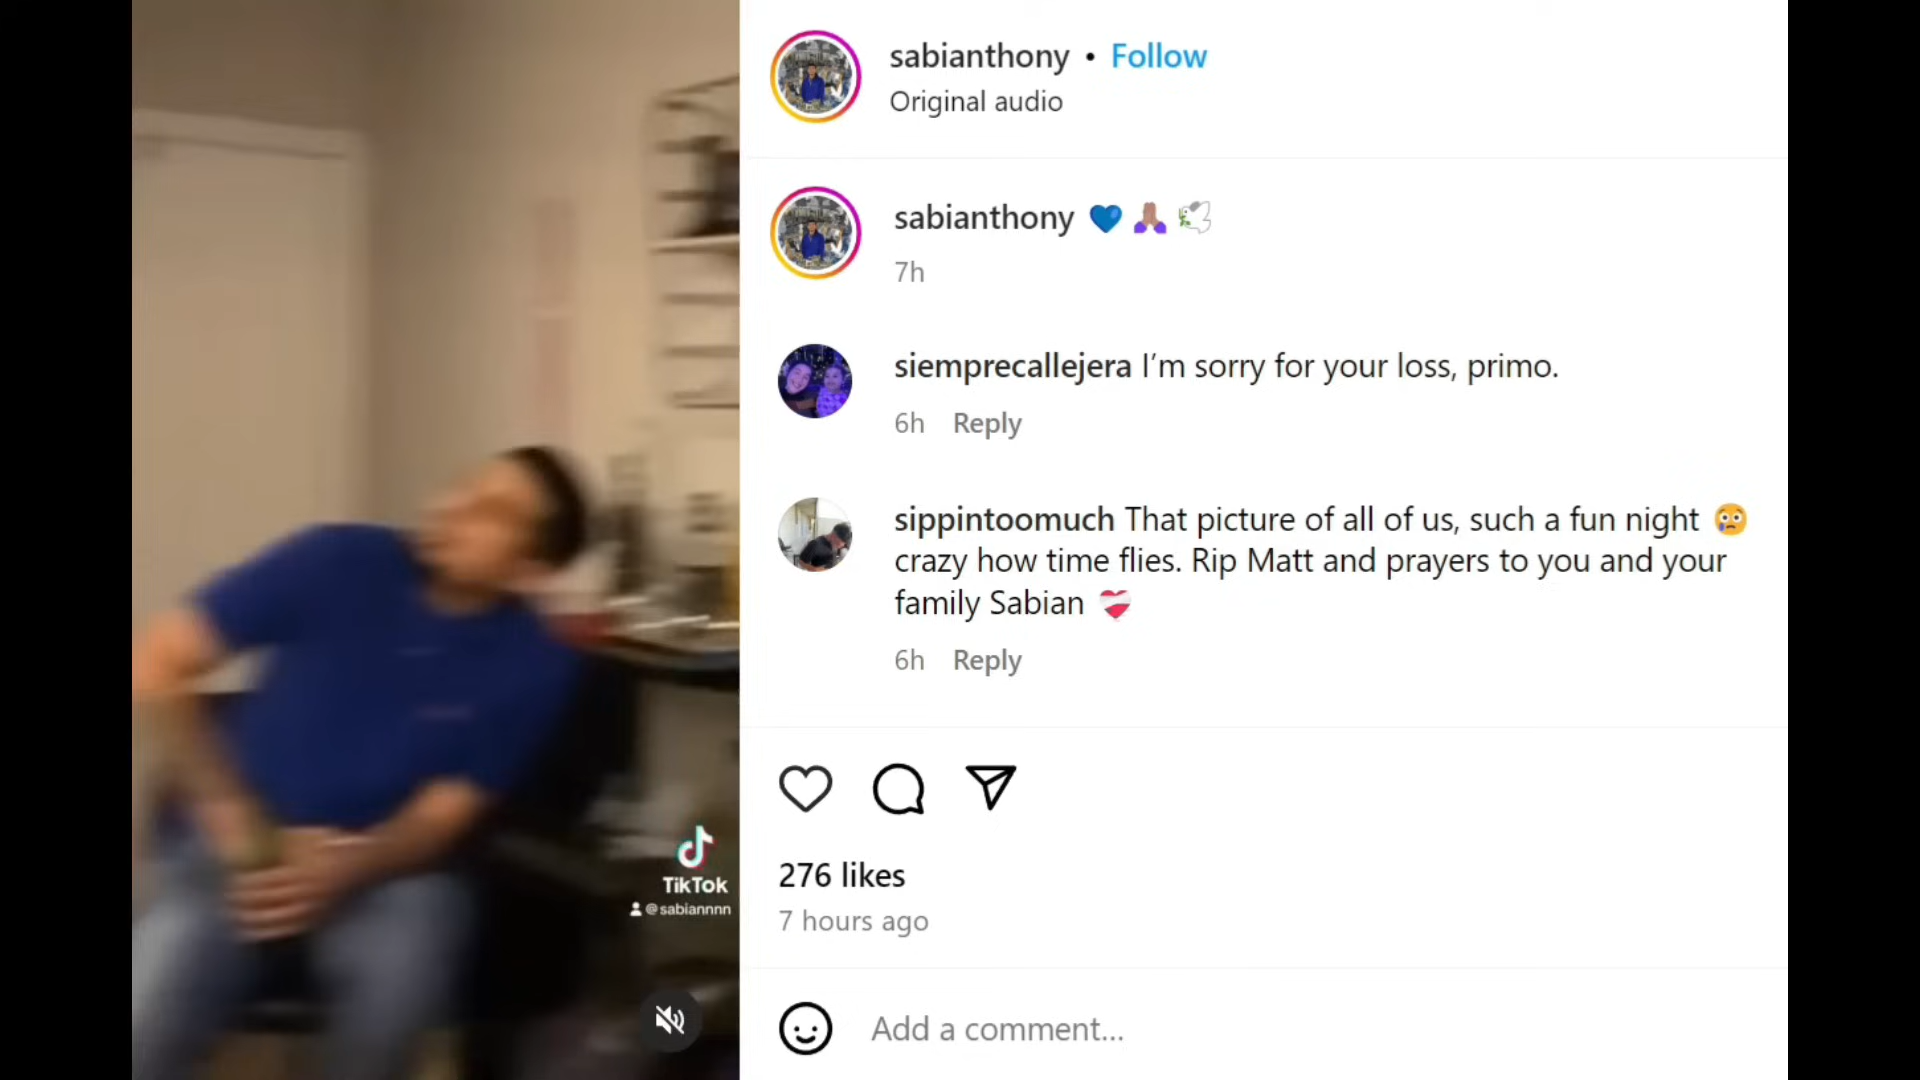 sabianthony • Follow
Original audio
sabianthony 💙🙏🏽🕊️
7h
siemprecallejera I’m sorry for your loss, primo.
6h Reply
sippintoomuch That picture of all of us, such a fun night 😢
crazy how time flies. Rip Matt and prayers to you and your
family Sabian ❤️‍🩹
6h Reply
TikTok
@sabiannnn
276 likes
7 hours ago
Add a comment...